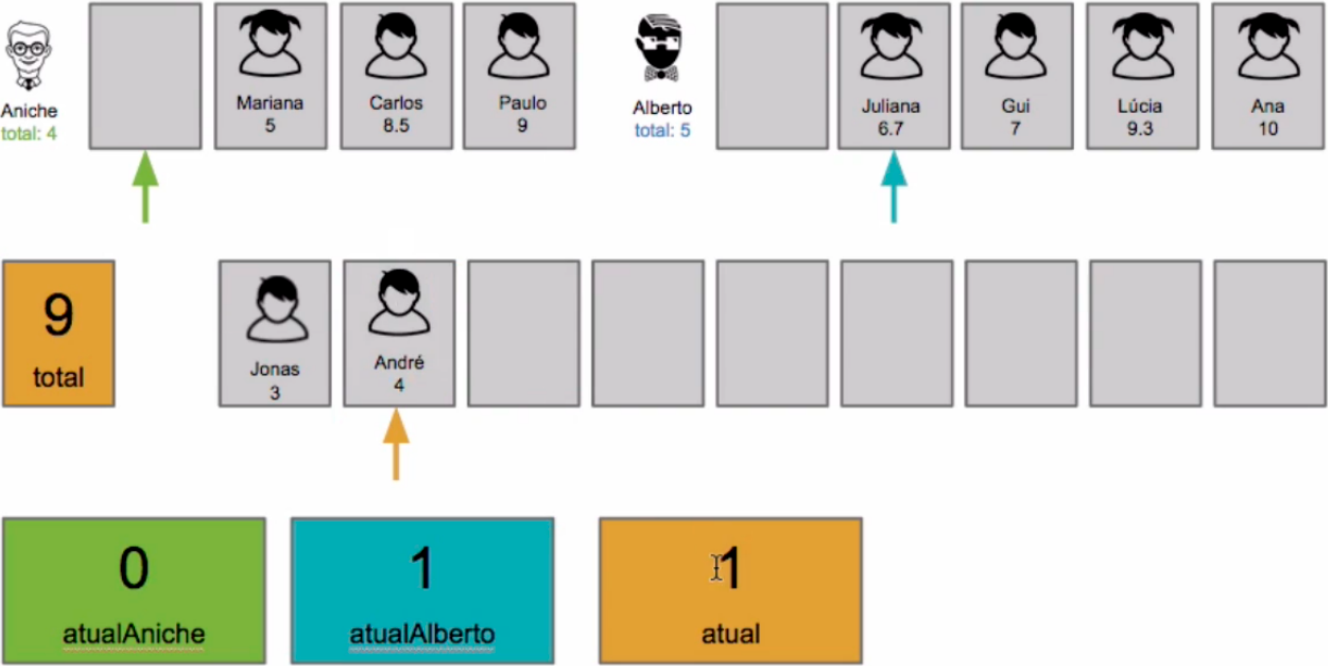 Aniche
total: 4
Mariana
5
Carlos
8.5
Paulo
9
Alberto
total: 5
Juliana
6.7
Gui
7
Lúcia
9.3
Ana
10
9
total
Jonas
3
André
4
0
atualAniche
1
atualAlberto
1
atual